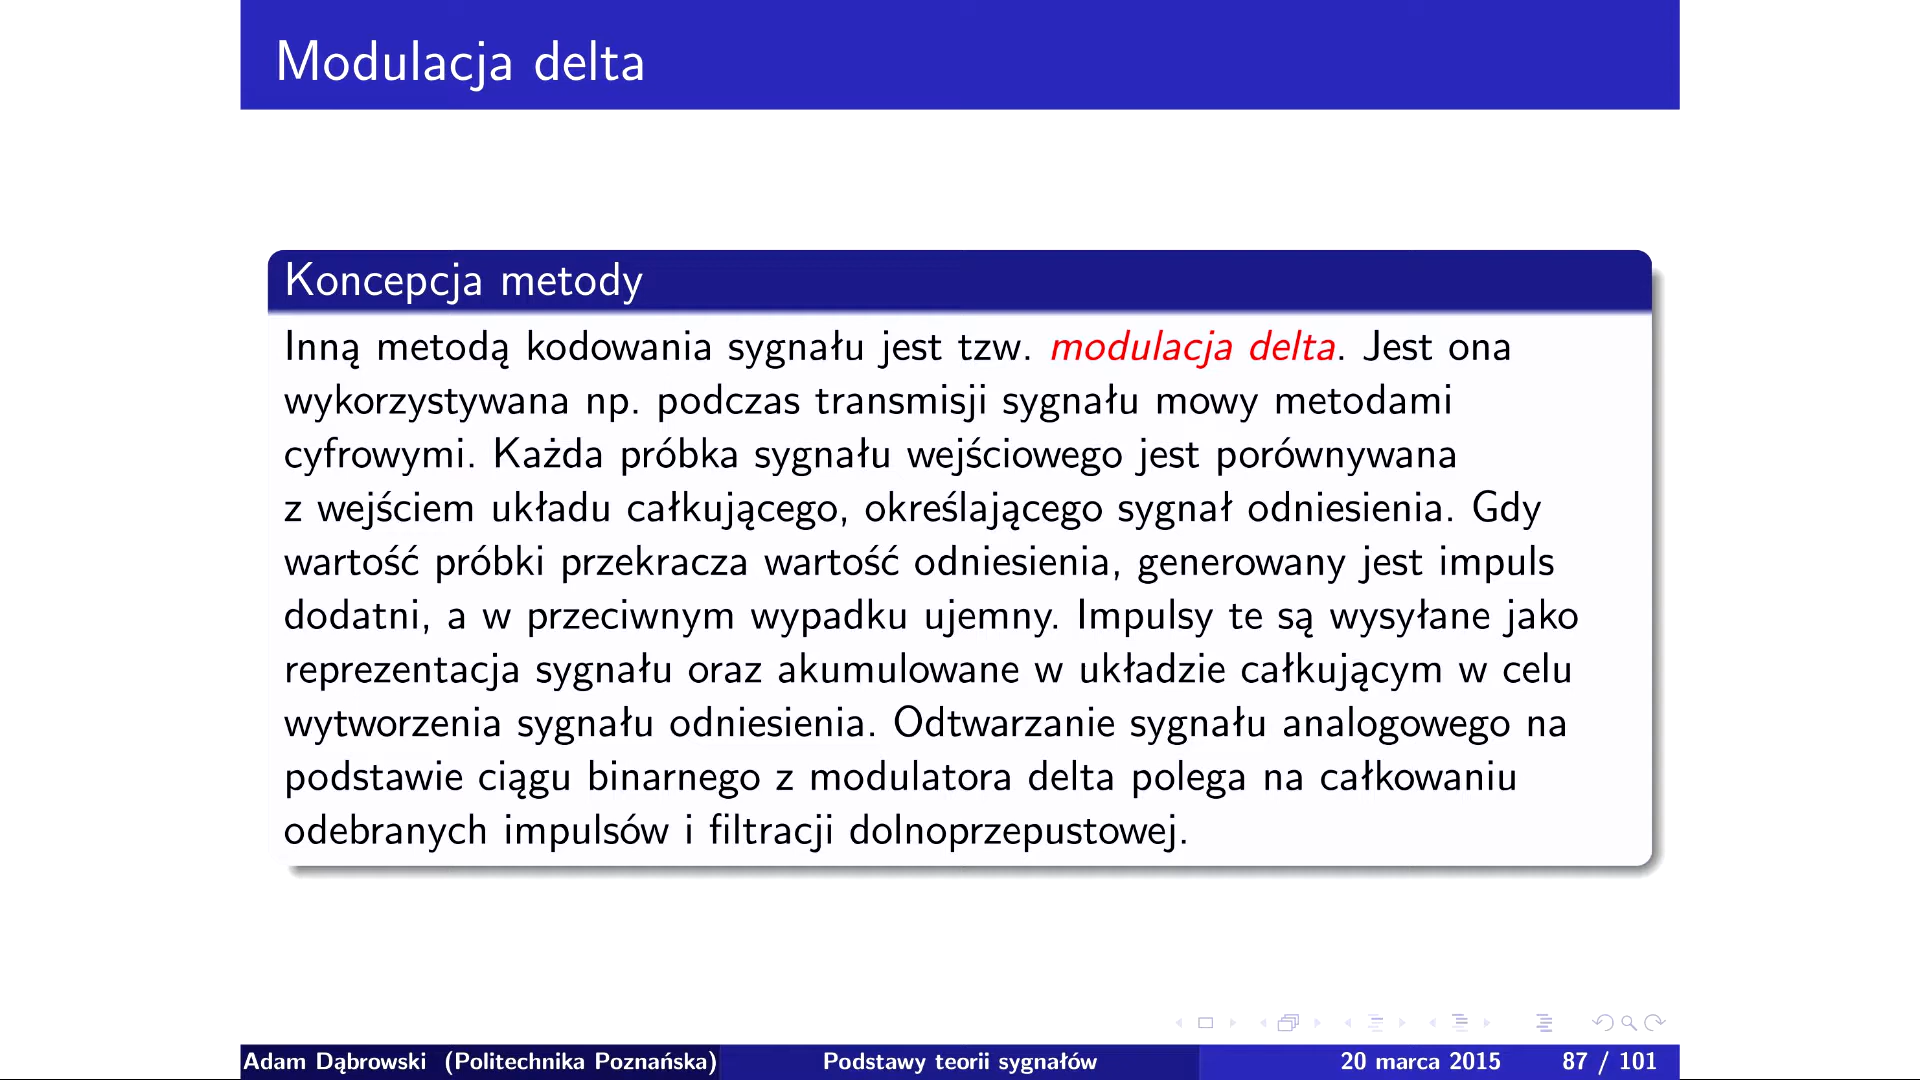 Modulacja delta
Koncepcja metody
Inną metodą kodowania sygnału jest tzw. modulacja delta. Jest ona
wykorzystywana np. podczas transmisji sygnału mowy metodami
cyfrowymi. Każda próbka sygnału wejściowego jest porównywana
z wejściem układu całkującego, określającego sygnał odniesienia. Gdy
wartość próbki przekracza wartość odniesienia, generowany jest impuls
dodatni, a w przeciwnym wypadku ujemny. Impulsy te są wysyłane jako
reprezentacja sygnału oraz akumulowane w układzie całkującym w celu
wytworzenia sygnału odniesienia. Odtwarzanie sygnału analogowego na
podstawie ciągu binarnego z modulatora delta polega na całkowaniu
odebranych impulsów i filtracji dolnoprzepustowej.
Adam Dąbrowski (Politechnika Poznańska) Podstawy teorii sygnałów 20 marca 2015 87 / 101